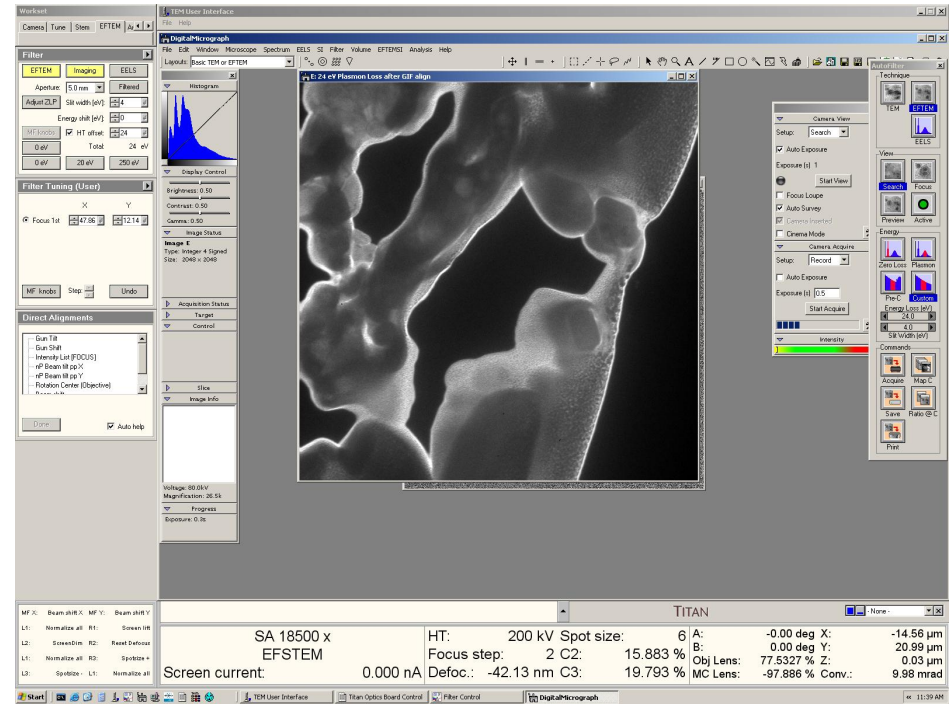 Workset
Camera Tune Stem EFTEM
Filter
EFTEM Imaging EELS
Aperture: 5.0 mm Filtered
Adjust ZLP Slit width [eV]: 4
Energy shift [eV]: 0
MF knobs HT offset: 24
0 eV Total: 24 eV
0 eV 20 eV 250 eV
Filter Tuning (User)
X Y
Focus 1st 47.86 12.14
MF knobs Step: Undo
Direct Alignments
Gun Tilt
Gun Shift
Intensity List (FOCUS)
nP Beam tilt pp X
nP Beam tilt pp Y
Rotation Center (Objective)
Done Auto help
MF X: Beam shift X MF Y: Beam shift Y
L1: Normalize all R1: Screen lift
L2: ScreenDim R2: Reset Defocus
L1: Normalize all R3: Spotsize +
L3: Spotsize - L1: Normalize all
TEM User Interface
File Help
DigitalMicrograph
File Edit Window Microscope Spectrum EELS SI Filter Volume EFTEMSI Analysis Help
Layouts: Basic TEM or EFTEM
Histogram
Display Control
Brightness: 0.50
Contrast: 0.50
Gamma: 0.50
Image Status
Image E
Type: Integer 4 Signed
Size: 2048 x 2048
Acquisition Status
Target
Control
Slice
Image Info
Voltage: 80.0kV
Magnification: 26.5k
Progress
Exposure: 0.3s
E: 24 eV Plasmon Loss after GIF align
Camera View
Setup: Search
Auto Exposure
Exposure (s) 1
Start View
Focus Loupe
Auto Survey
Camera Inserted
Cinema Mode
Camera Acquire
Setup: Record
Auto Exposure
Exposure (s) 0.5
Start Acquire
Intensity
AutoFilter
Technique
TEM EFTEM
EELS
View
Search Focus
Preview Active
Energy
Zero Loss Plasmon
Pre-C Custom
Energy Loss (eV)
24.0
4.0
Slit Width (eV)
Commands
Acquire Map C
Save Ratio @ C
Print
TITAN - None -
SA 18500 x
EFSTEM
Screen current: 0.000 nA
HT: 200 kV Spot size: 6
Focus step: 2 C2: 15.883 %
Defoc.: -42.13 nm C3: 19.793 %
A: -0.00 deg X: -14.56 µm
B: 0.00 deg Y: 20.99 µm
Obj Lens: 77.5327 % Z: 0.03 µm
MC Lens: -97.886 % Conv.: 9.98 mrad
Start TEM User Interface Titan Optics Board Control Filter Control DigitalMicrograph 11:39 AM